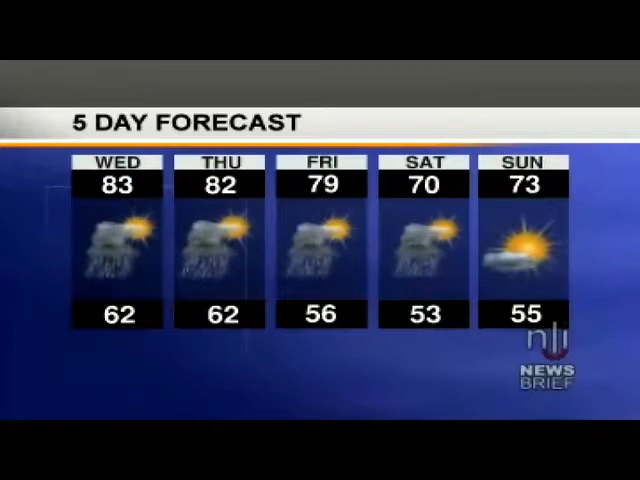 5 DAY FORECAST
WED THU FRI SAT SUN
83 82 79 70 73
62 62 56 53 55
nji
NEWS
BRIEF